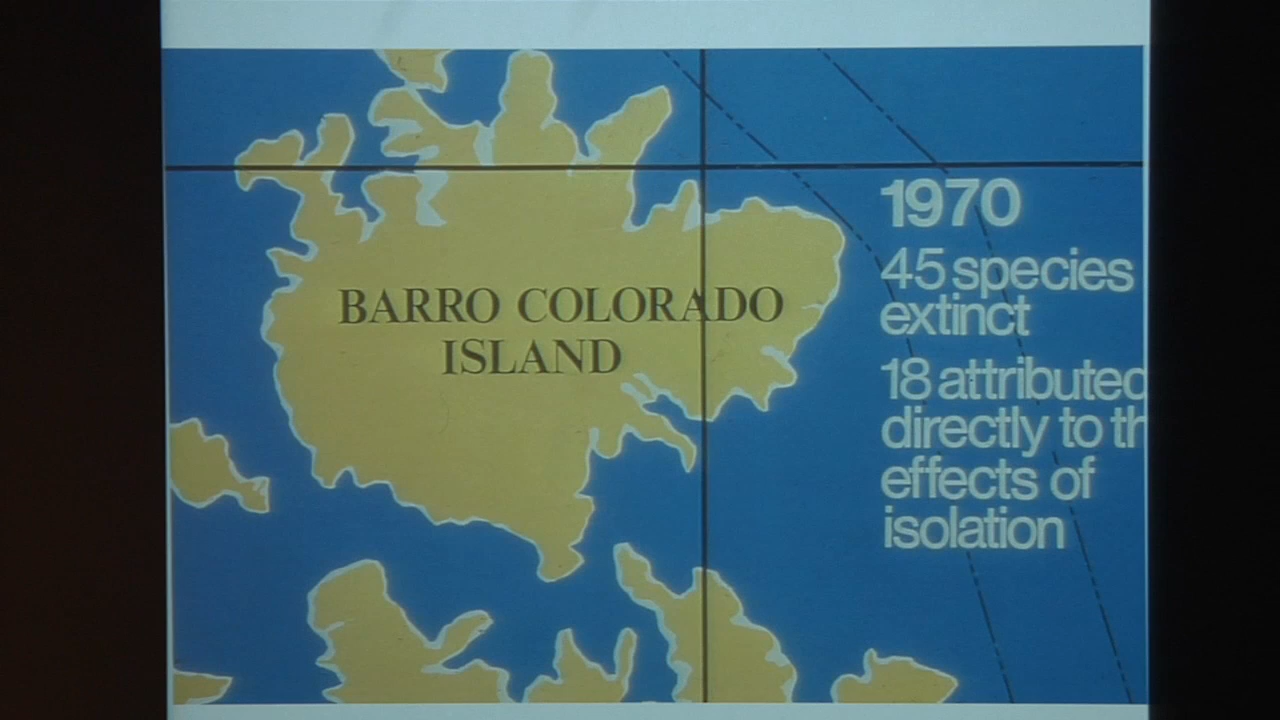 BARRO COLORADO
ISLAND
1970
45 species
extinct
18 attributed
directly to th
effects of
isolation